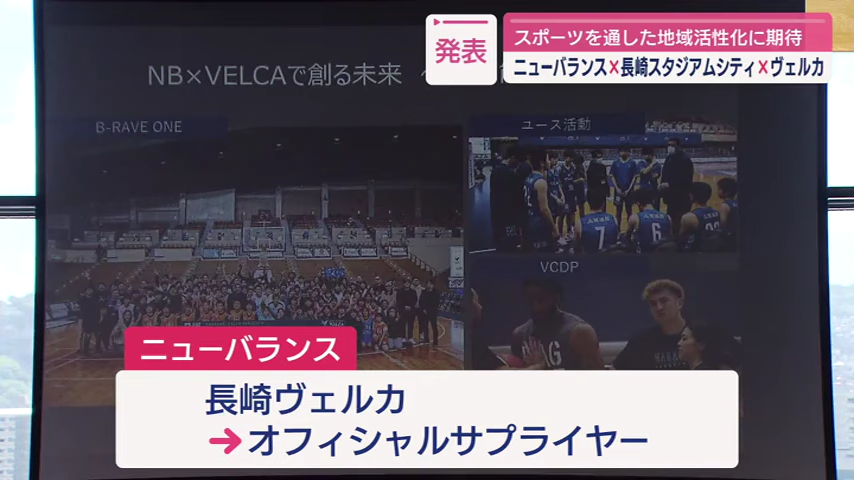 発表
スポーツを通した地域活性化に期待
ニューバランス×長崎スタジアムシティ×ヴェルカ
NB×VELCAで創る未来
B-RAVE ONE
ユース活動
7
6
VCDP
ニューバランス
長崎ヴェルカ
➔オフィシャルサプライヤー